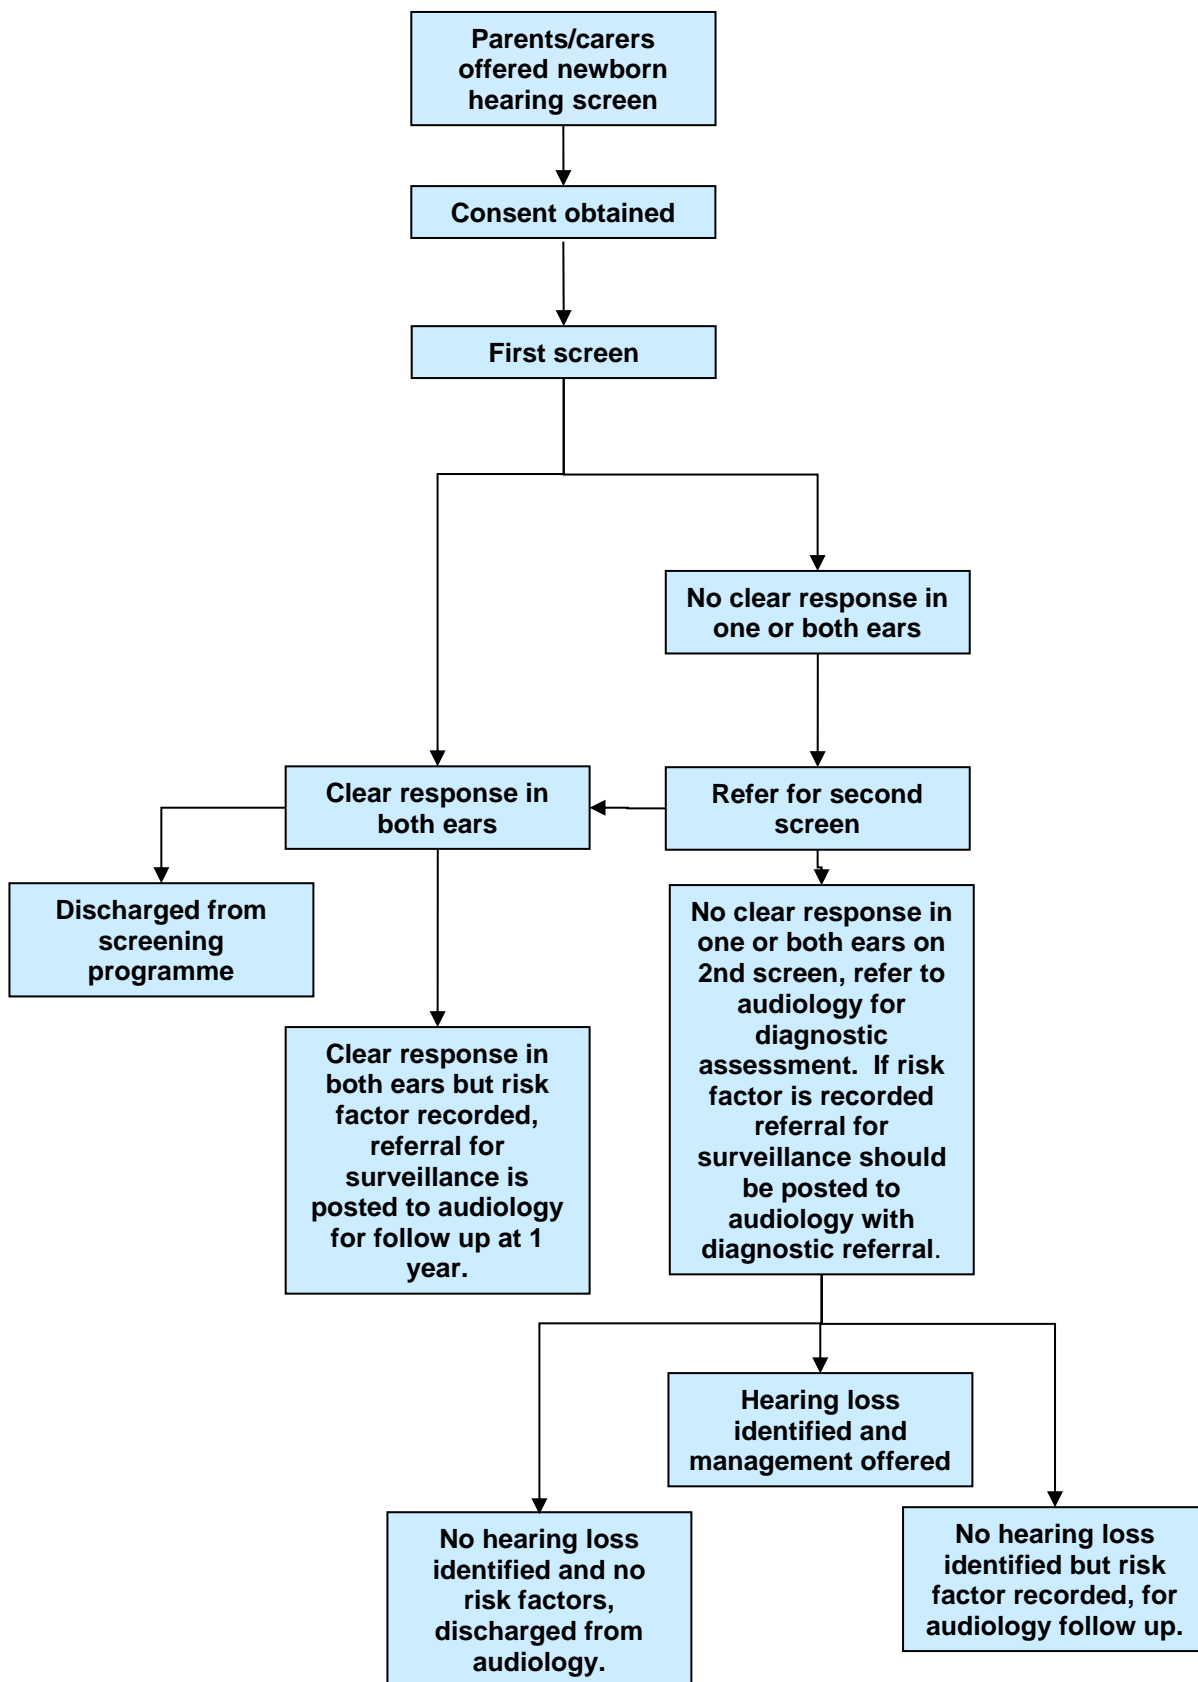 Parents/carers
offered newborn
hearing screen
Consent obtained
First screen
No clear response in
one or both ears
Clear response in
both ears
Refer for second
screen
Discharged from
screening
programme
No clear response in
one or both ears on
2nd screen, refer to
audiology for
diagnostic
assessment.  If risk
factor is recorded
referral for
surveillance should
be posted to
audiology with
diagnostic referral.
Clear response in
both ears but risk
factor recorded,
referral for
surveillance is
posted to audiology
for follow up at 1
year.
Hearing loss
identified and
management offered
No hearing loss
identified and no
risk factors,
discharged from
audiology.
No hearing loss
identified but risk
factor recorded, for
audiology follow up.